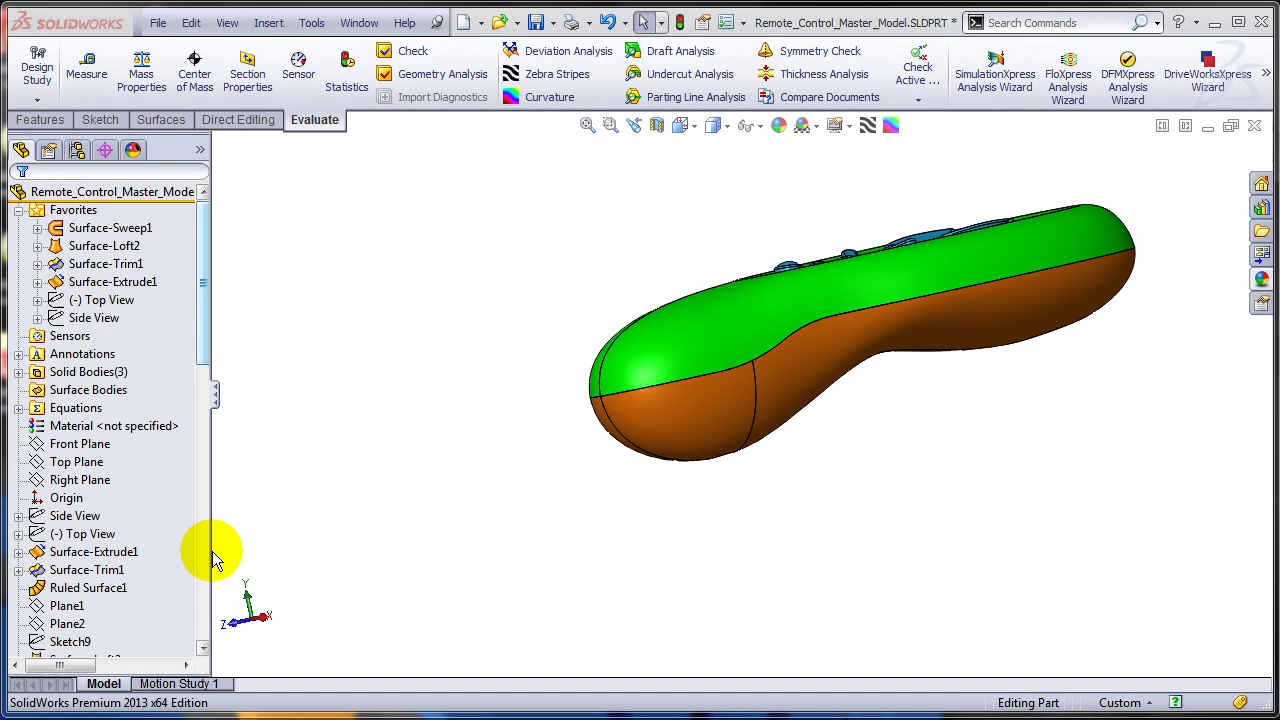 SOLIDWORKS File Edit View Insert Tools Window Help Remote_Control_Master_Model.SLDPRT * Search Commands
Design Study
Measure
Mass Properties
Center of Mass
Section Properties
Sensor
Statistics
Check
Geometry Analysis
Import Diagnostics
Deviation Analysis
Zebra Stripes
Curvature
Draft Analysis
Undercut Analysis
Parting Line Analysis
Symmetry Check
Thickness Analysis
Compare Documents
Check Active ...
SimulationXpress Analysis Wizard
FloXpress Analysis Wizard
DFMXpress Analysis Wizard
DriveWorksXpress Wizard
Features Sketch Surfaces Direct Editing Evaluate
Remote_Control_Master_Mode
Favorites
Surface-Sweep1
Surface-Loft2
Surface-Trim1
Surface-Extrude1
(-) Top View
Side View
Sensors
Annotations
Solid Bodies(3)
Surface Bodies
Equations
Material <not specified>
Front Plane
Top Plane
Right Plane
Origin
Side View
(-) Top View
Surface-Extrude1
Surface-Trim1
Ruled Surface1
Plane1
Plane2
Sketch9
Y
Z X
Model Motion Study 1
SolidWorks Premium 2013 x64 Edition Editing Part Custom